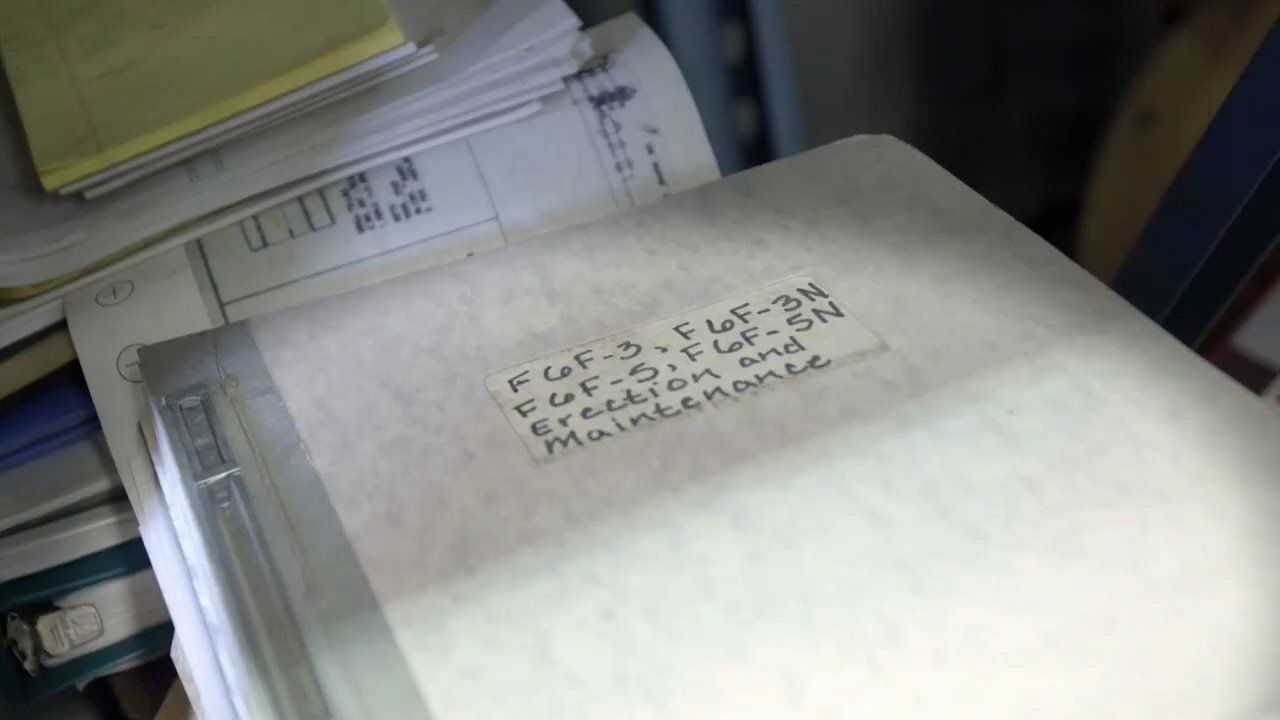 F6F-3, F6F-3N
F6F-5, F6F-5N
Erection and
Maintenance